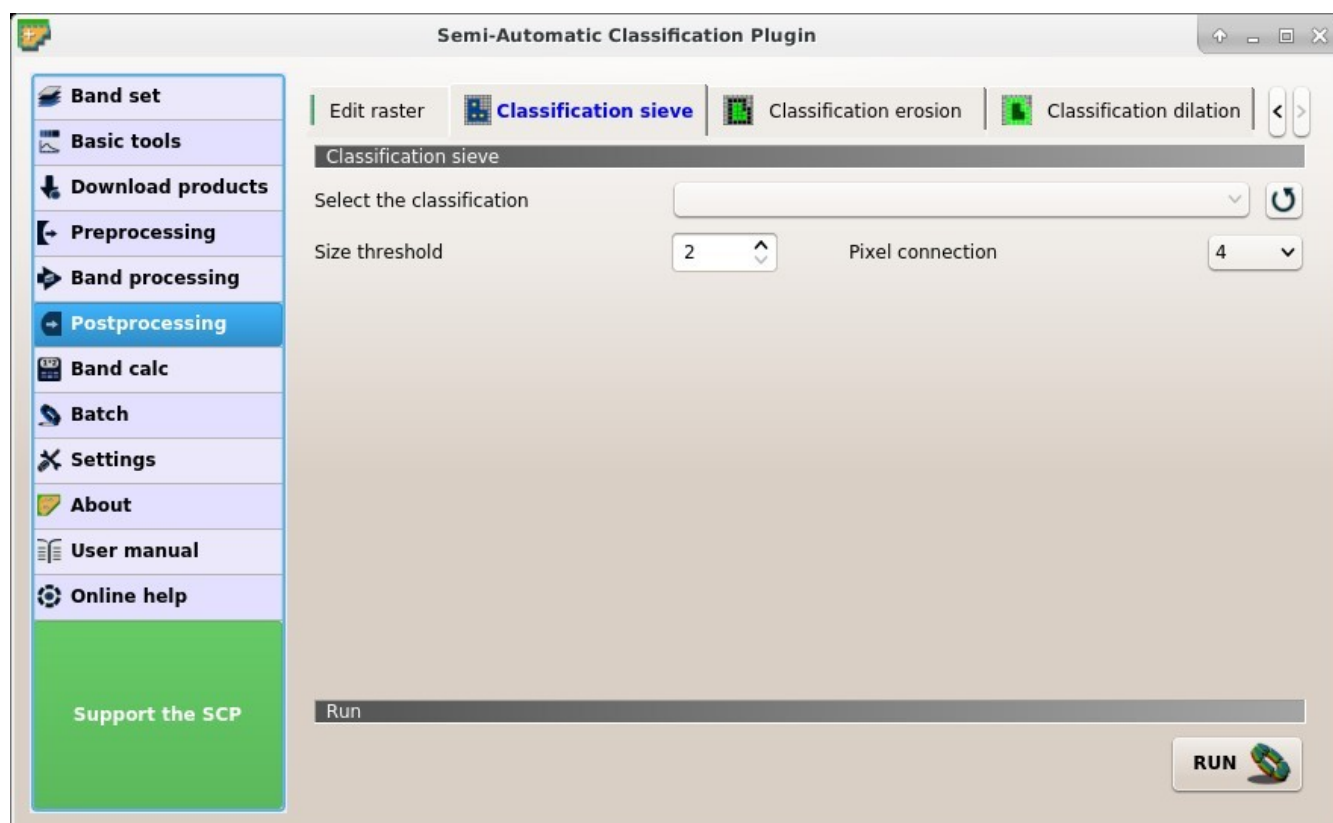 Semi-Automatic Classification Plugin
Band set
Basic tools
Download products
Preprocessing
Band processing
Postprocessing
Band calc
Batch
Settings
About
User manual
Online help
Support the SCP
Edit raster Classification sieve Classification erosion Classification dilation
Classification sieve
Select the classification
Size threshold 2 Pixel connection 4
Run
RUN